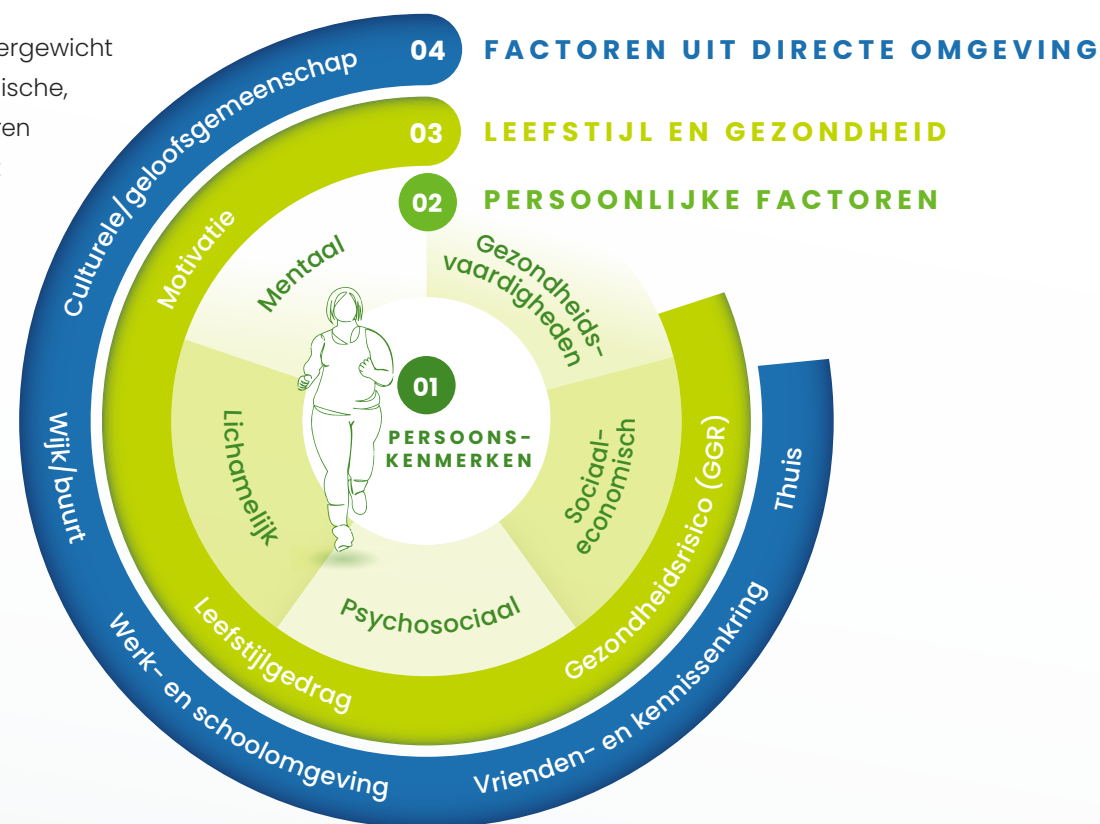 ergewicht
ische,
en
04 FACTOREN UIT DIRECTE OMGEVING
03 LEEFSTIJL EN GEZONDHEID
02 PERSOONLIJKE FACTOREN
01
PERSOONS-
KENMERKEN
Mentaal
Gezondheids-
vaardigheden
Sociaal-
economisch
Psychosociaal
Lichamelijk
Motivatie
Leefstijlgedrag
Gezondheidsrisico (GGR)
Culturele/geloofsgemeenschap
Wijk/buurt
Werk- en schoolomgeving
Vrienden- en kennissenkring
Thuis